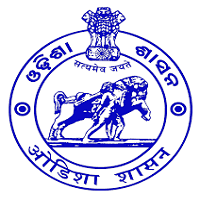 ଓଡ଼ିଶା ଶାସନ
सत्यमेव जयते
ओडिशा शासन